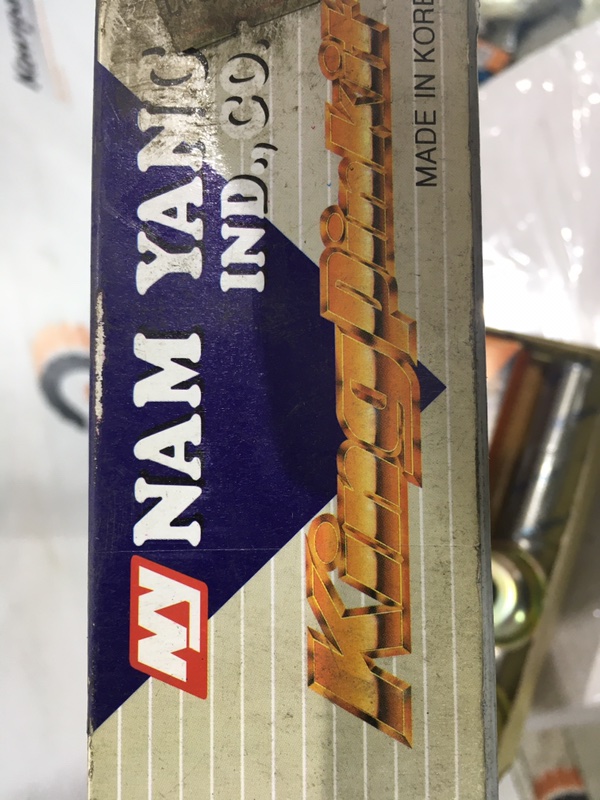 NY NAM YANG
IND., CO.
King pin kit
MADE IN KORE